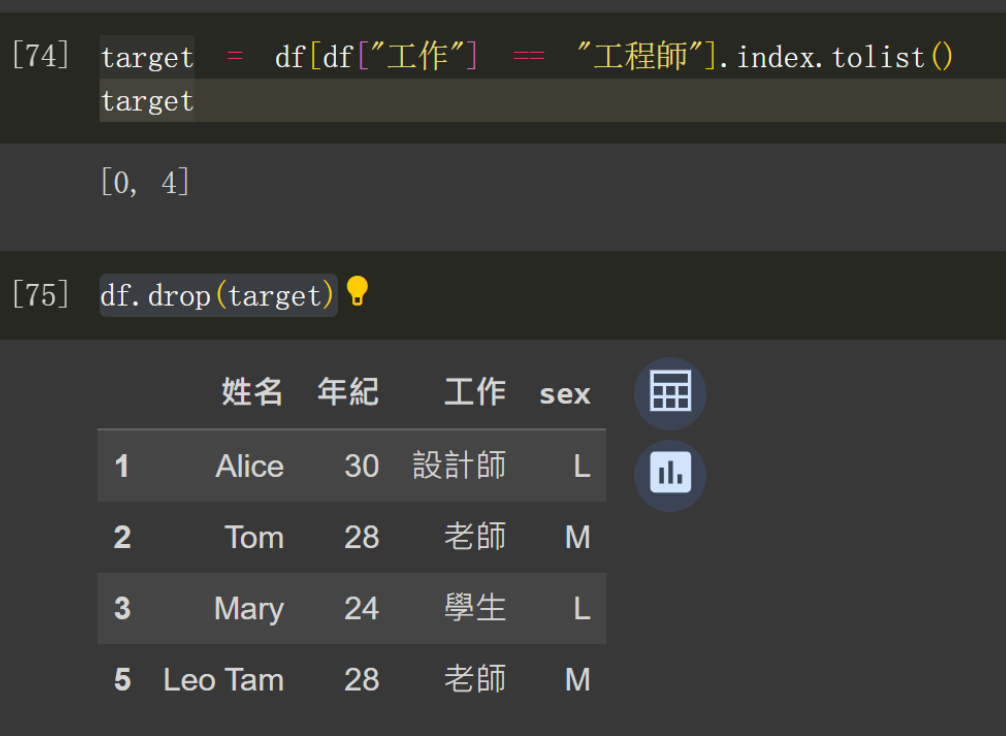 [74] target = df[df["工作"] == "工程師"].index.tolist()
target
[0, 4]
[75] df.drop(target)
姓名 年紀 工作 sex
1 Alice 30 設計師 L
2 Tom 28 老師 M
3 Mary 24 學生 L
5 Leo Tam 28 老師 M